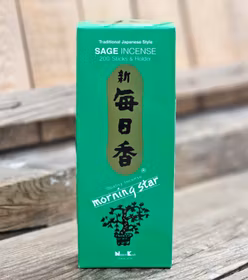 Traditional Japanese Style
SAGE INCENSE
200 Sticks & Holder
新
毎日香
®
morning star